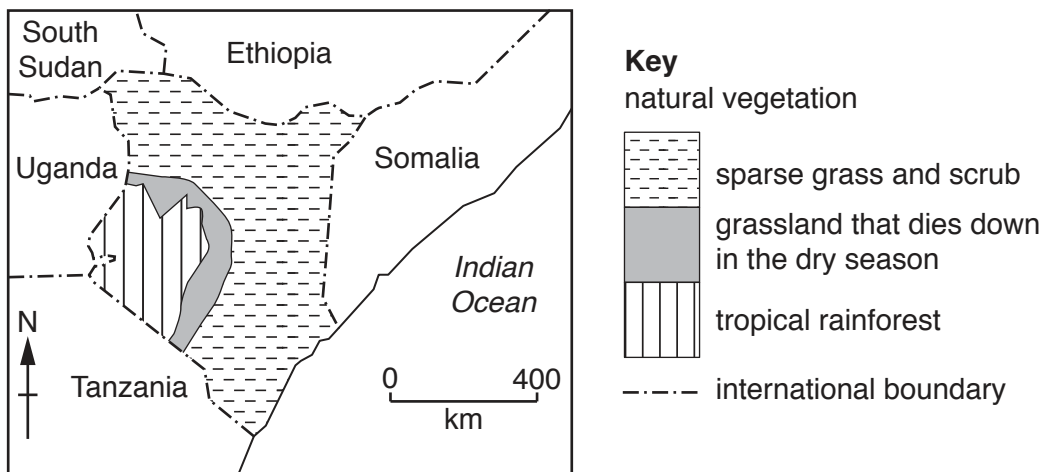 South
Sudan
Ethiopia
Uganda
Somalia
Indian
Ocean
N
Tanzania
0 400
km
Key
natural vegetation
sparse grass and scrub
grassland that dies down
in the dry season
tropical rainforest
international boundary